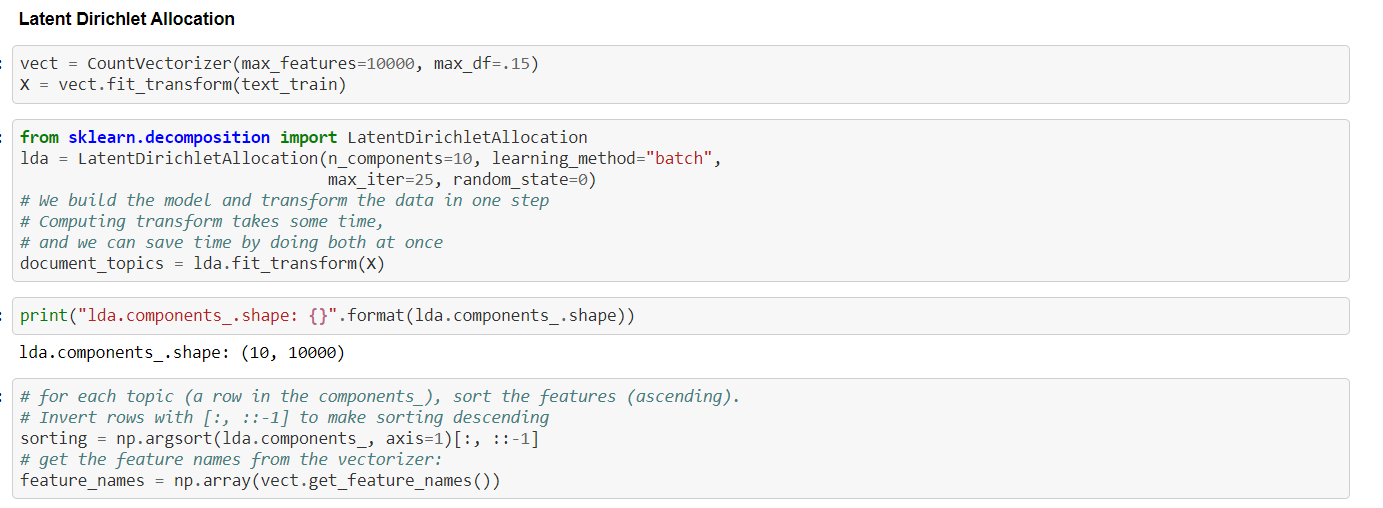 Latent Dirichlet Allocation
vect = CountVectorizer(max_features=10000, max_df=.15)
X = vect.fit_transform(text_train)
from sklearn.decomposition import LatentDirichletAllocation
lda = LatentDirichletAllocation(n_components=10, learning_method="batch",
                                max_iter=25, random_state=0)
# We build the model and transform the data in one step
# Computing transform takes some time,
# and we can save time by doing both at once
document_topics = lda.fit_transform(X)
print("lda.components_.shape: {}".format(lda.components_.shape))
lda.components_.shape: (10, 10000)
# for each topic (a row in the components_), sort the features (ascending).
# Invert rows with [:, ::-1] to make sorting descending
sorting = np.argsort(lda.components_, axis=1)[:, ::-1]
# get the feature names from the vectorizer:
feature_names = np.array(vect.get_feature_names())